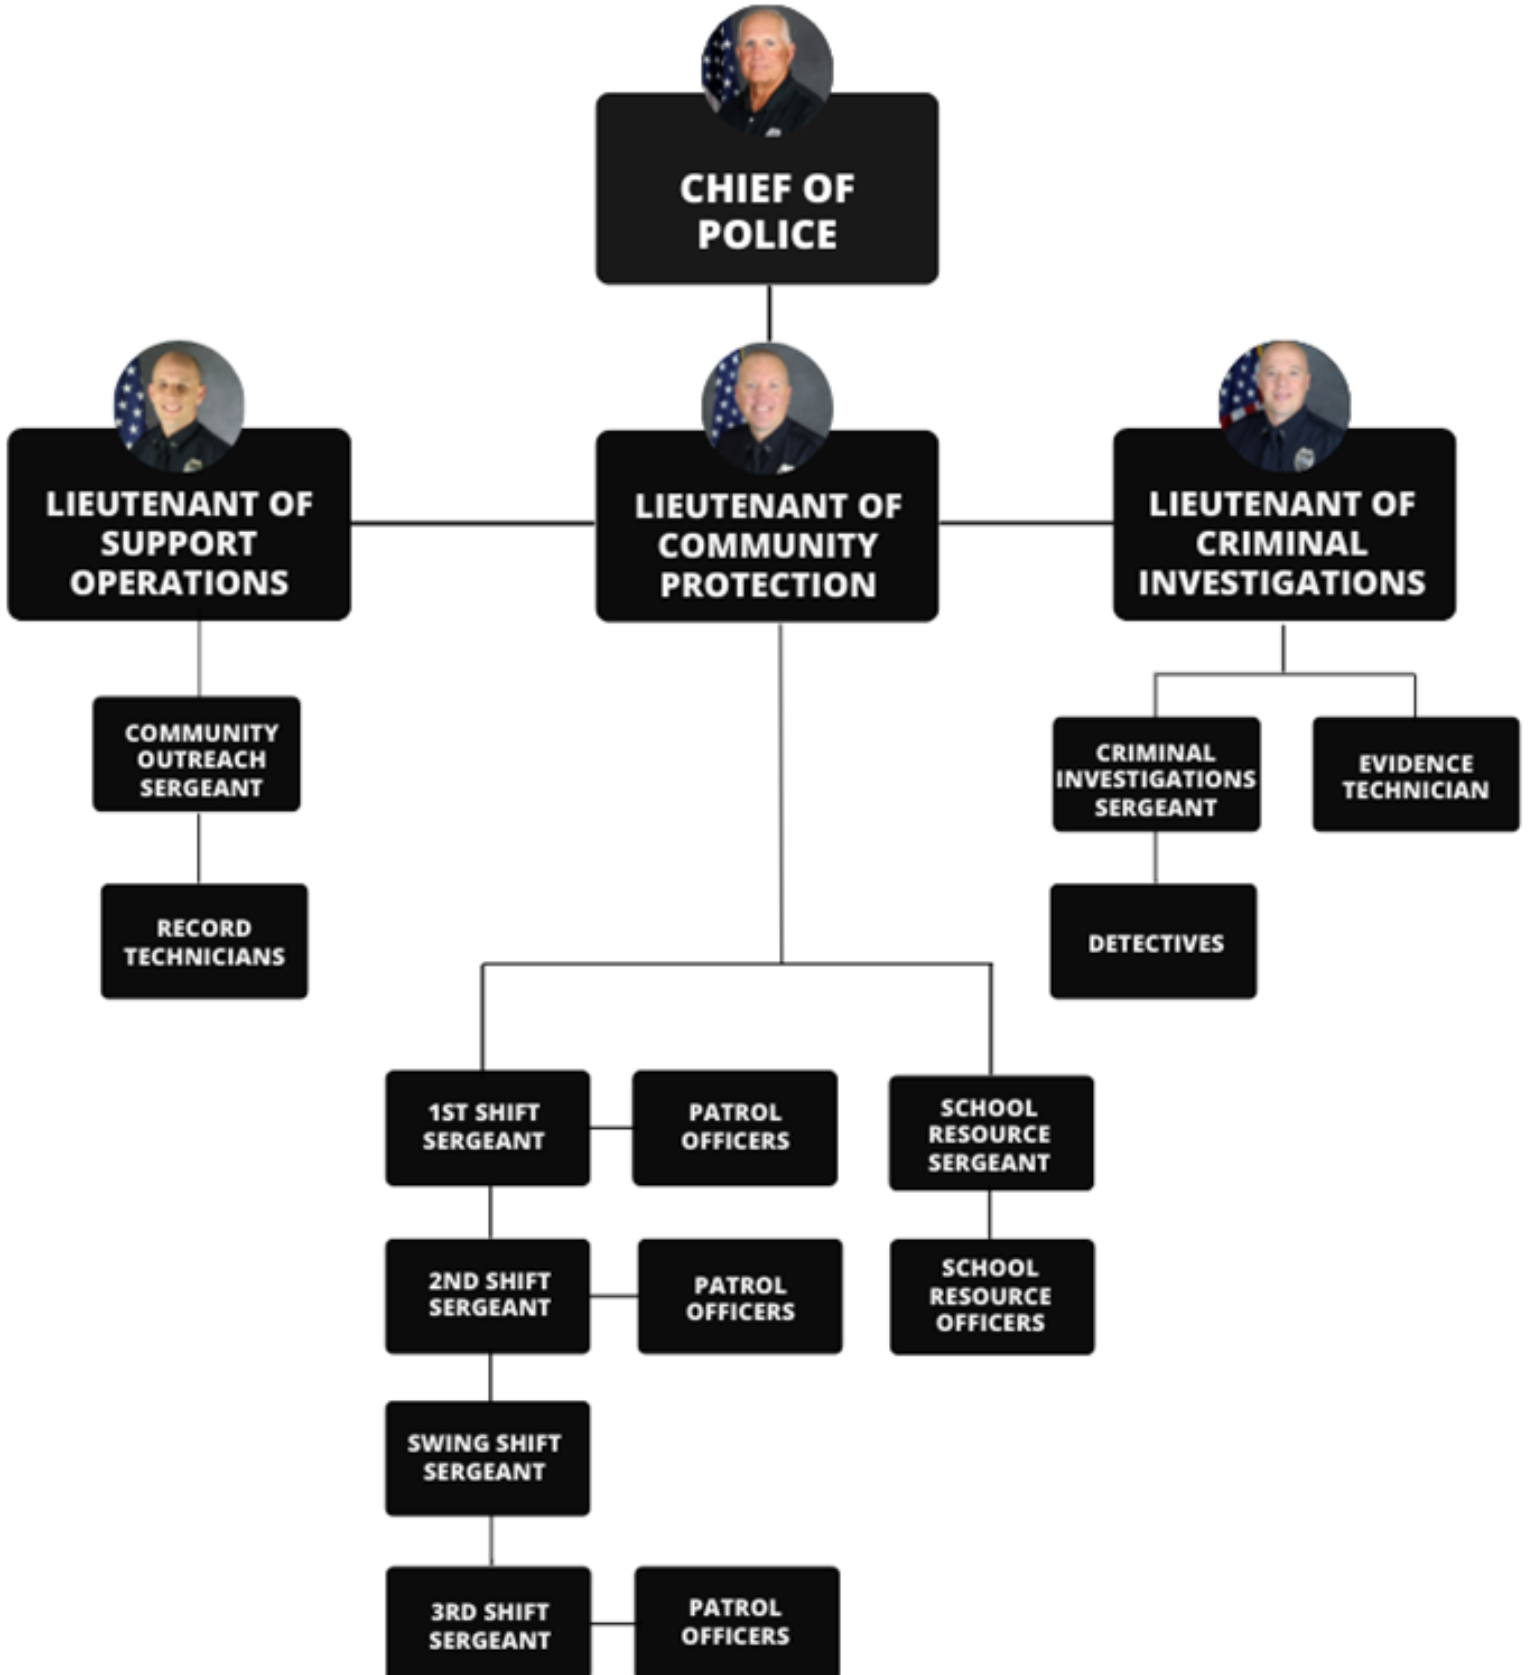 CHIEF OF
POLICE
LIEUTENANT OF
SUPPORT
OPERATIONS
LIEUTENANT OF
COMMUNITY
PROTECTION
LIEUTENANT OF
CRIMINAL
INVESTIGATIONS
COMMUNITY
OUTREACH
SERGEANT
RECORD
TECHNICIANS
CRIMINAL
INVESTIGATIONS
SERGEANT
EVIDENCE
TECHNICIAN
DETECTIVES
1ST SHIFT
SERGEANT
PATROL
OFFICERS
SCHOOL
RESOURCE
SERGEANT
2ND SHIFT
SERGEANT
PATROL
OFFICERS
SCHOOL
RESOURCE
OFFICERS
SWING SHIFT
SERGEANT
3RD SHIFT
SERGEANT
PATROL
OFFICERS